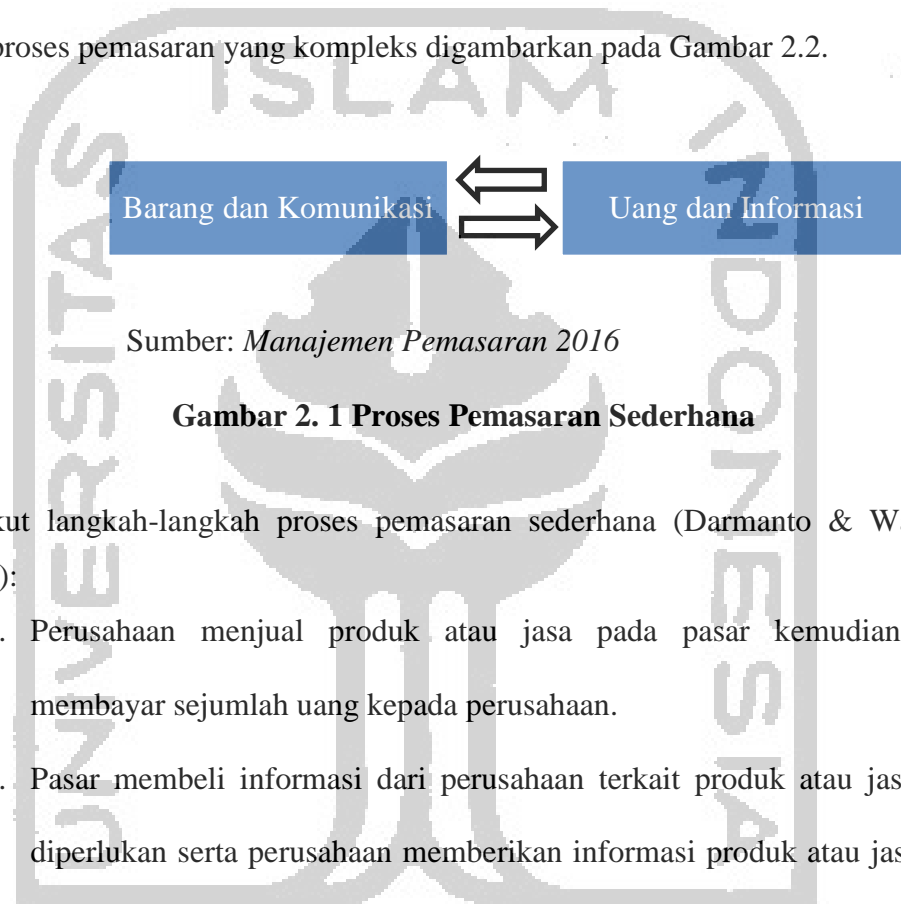 proses pemasaran yang kompleks digambarkan pada Gambar 2.2.
ISLAM
UNIVERSITAS
INDONESIA
Barang dan Komunikasi
Uang dan Informasi
Sumber: Manajemen Pemasaran 2016
Gambar 2. 1 Proses Pemasaran Sederhana
kut langkah-langkah proses pemasaran sederhana (Darmanto & W
):
. Perusahaan menjual produk atau jasa pada pasar kemudian
membayar sejumlah uang kepada perusahaan.
. Pasar membeli informasi dari perusahaan terkait produk atau jas
diperlukan serta perusahaan memberikan informasi produk atau jas